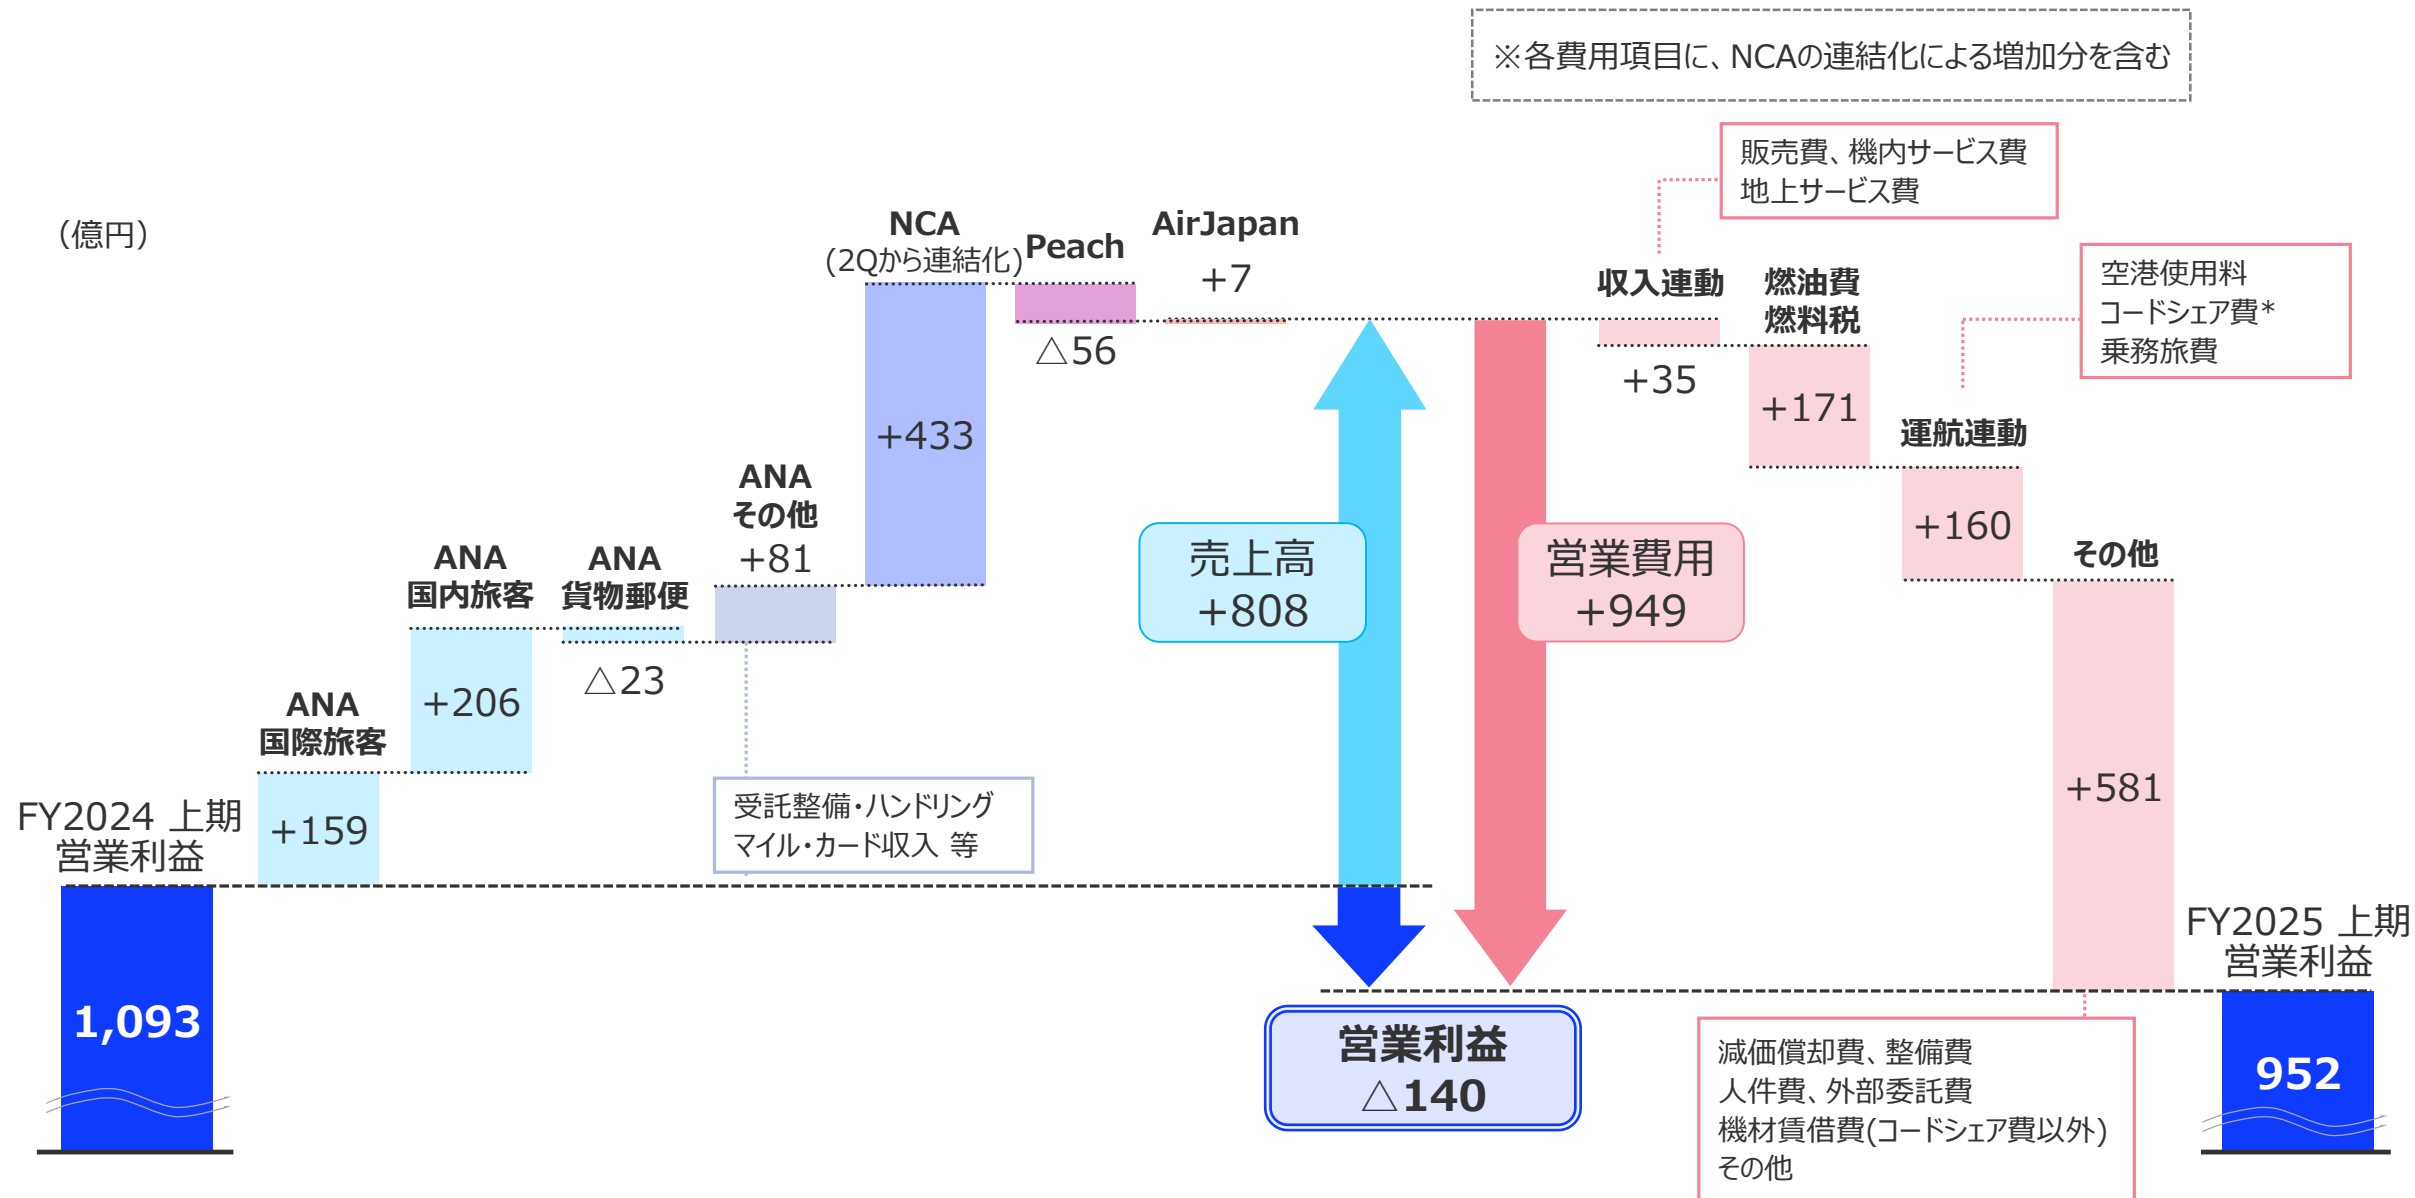 ※各費用項目に、NCAの連結化による増加分を含む
（億円）
FY2024 上期
営業利益
1,093
ANA
国際旅客
+159
ANA
国内旅客
+206
ANA
貨物郵便
△23
ANA
その他
+81
受託整備・ハンドリング
マイル・カード収入 等
NCA
(2Qから連結化)
+433
Peach
△56
AirJapan
+7
売上高
+808
営業費用
+949
営業利益
△140
収入連動
+35
販売費、機内サービス費
地上サービス費
燃油費
燃料税
+171
運航連動
+160
空港使用料
コードシェア費*
乗務旅費
その他
+581
減価償却費、整備費
人件費、外部委託費
機材賃借費(コードシェア費以外)
その他
FY2025 上期
営業利益
952